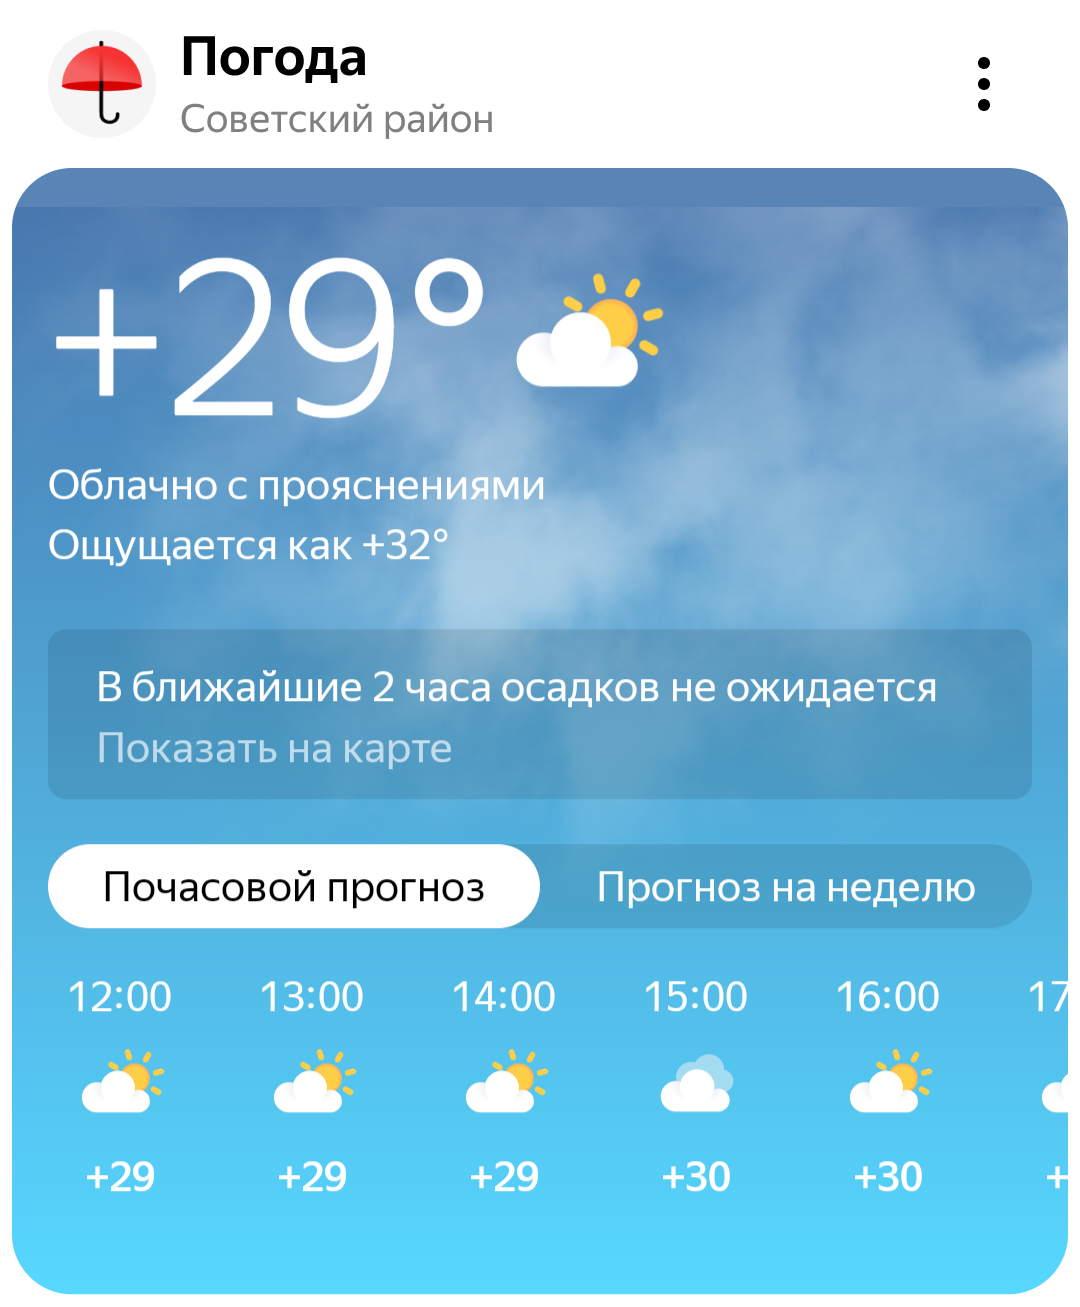 Погода
Советский район
+29°
Облачно с прояснениями
Ощущается как +32°
В ближайшие 2 часа осадков не ожидается
Показать на карте
Почасовой прогноз Прогноз на неделю
12:00 13:00 14:00 15:00 16:00 17
+29 +29 +29 +30 +30 +